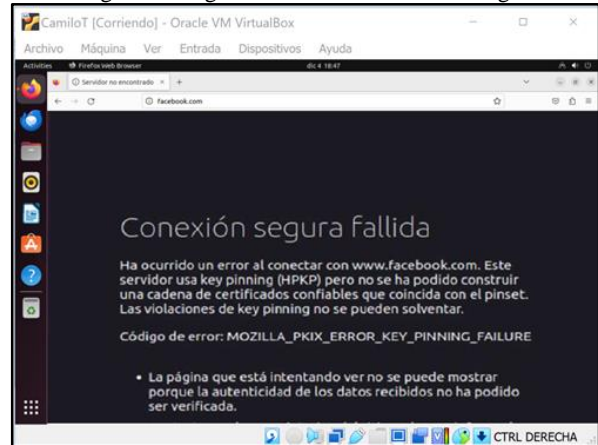 CamiloT [Corriendo] - Oracle VM VirtualBox
Archivo Máquina Ver Entrada Dispositivos Ayuda
Activities Firefox Web Browser dic 4 18:47
Servidor no encontrado
facebook.com
Conexión segura fallida
Ha ocurrido un error al conectar con www.facebook.com. Este
servidor usa key pinning (HPKP) pero no se ha podido construir
una cadena de certificados confiables que coincida con el pinset.
Las violaciones de key pinning no se pueden solventar.
Código de error: MOZILLA_PKIX_ERROR_KEY_PINNING_FAILURE
• La página que está intentando ver no se puede mostrar
porque la autenticidad de los datos recibidos no ha podido
ser verificada.
CTRL DERECHA